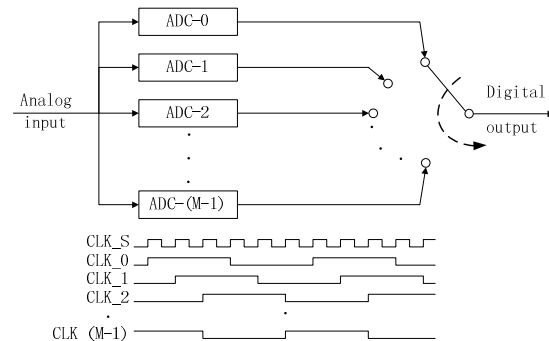 ADC-0
ADC-1
Analog
input
ADC-2
Digital
output
ADC-(M-1)
CLK_S
CLK_0
CLK_1
CLK_2
CLK (M-1)